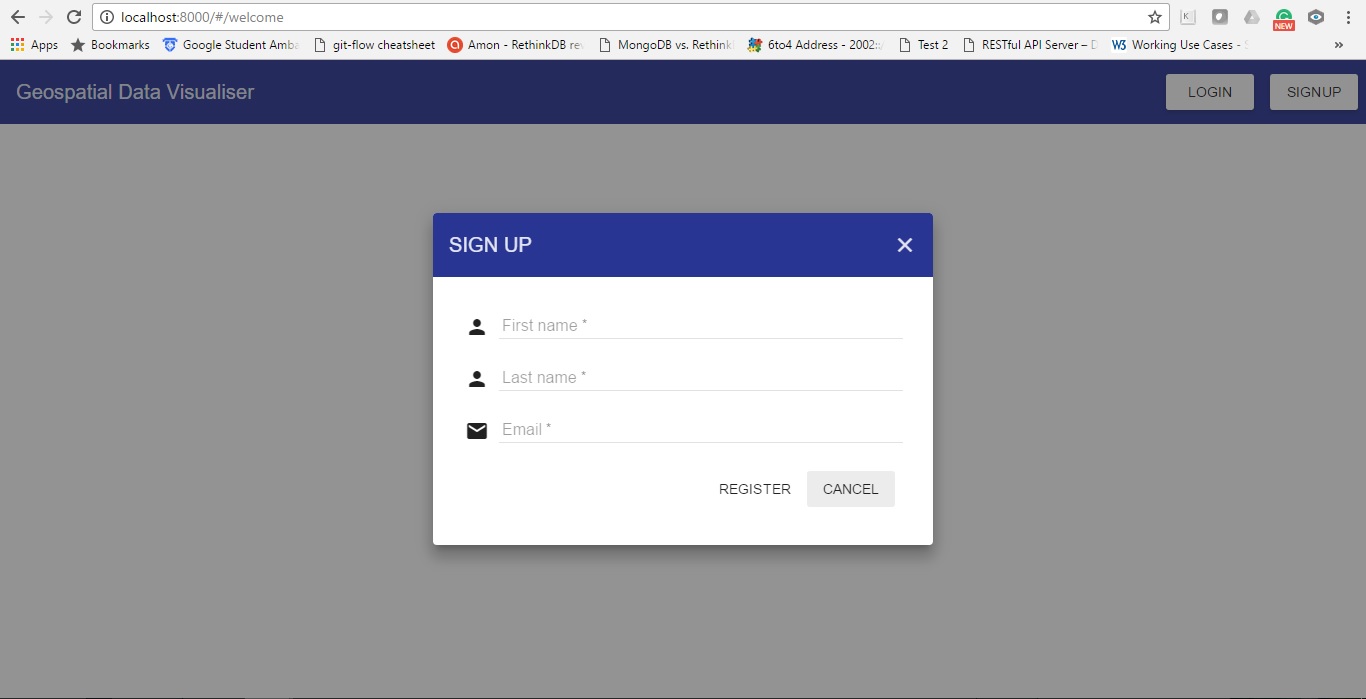 localhost:8000/#/welcome
K
NEW
Apps Bookmarks Google Student Amba git-flow cheatsheet Amon - RethinkDB re MongoDB vs. Rethink 6to4 Address - 2002:: Test 2 RESTful API Server – D W3 Working Use Cases - S »
Geospatial Data Visualiser LOGIN SIGNUP
SIGN UP
First name *
Last name *
Email *
REGISTER CANCEL